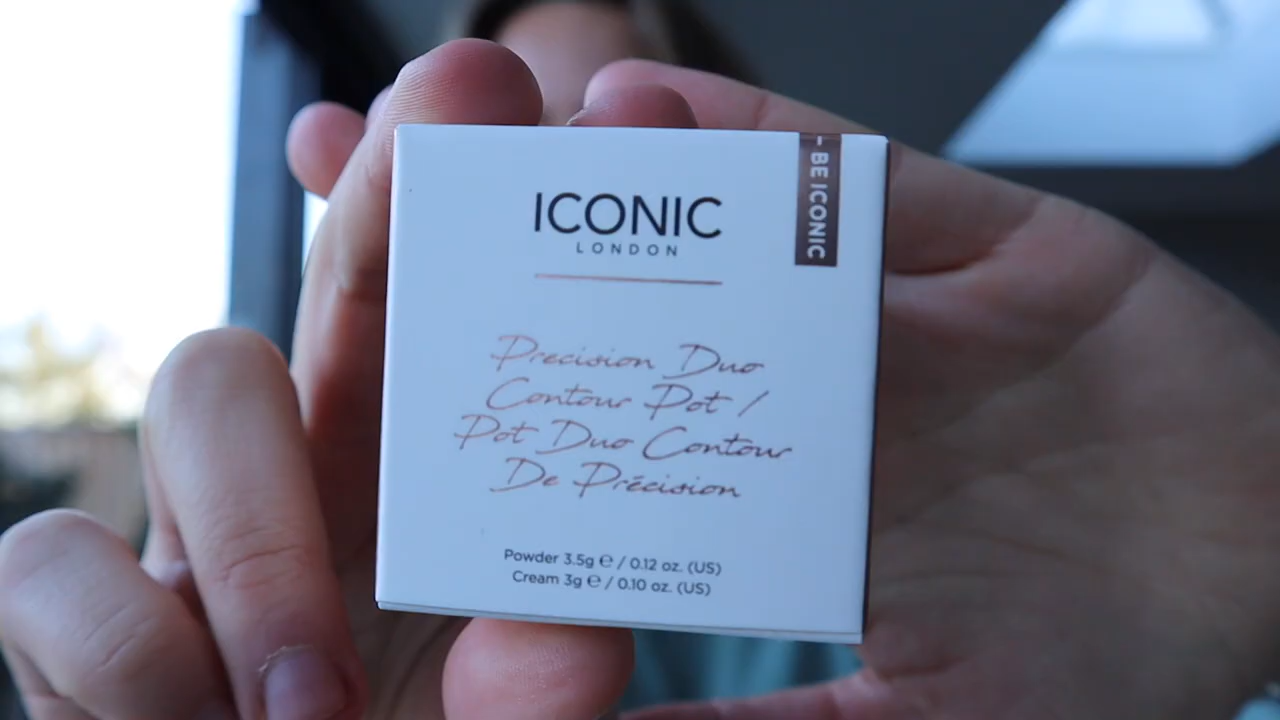 ICONIC
LONDON
- BE ICONIC
Precision Duo
Contour Pot /
Pot Duo Contour
De Précision
Powder 3.5g ℮ / 0.12 oz. (US)
Cream 3g ℮ / 0.10 oz. (US)